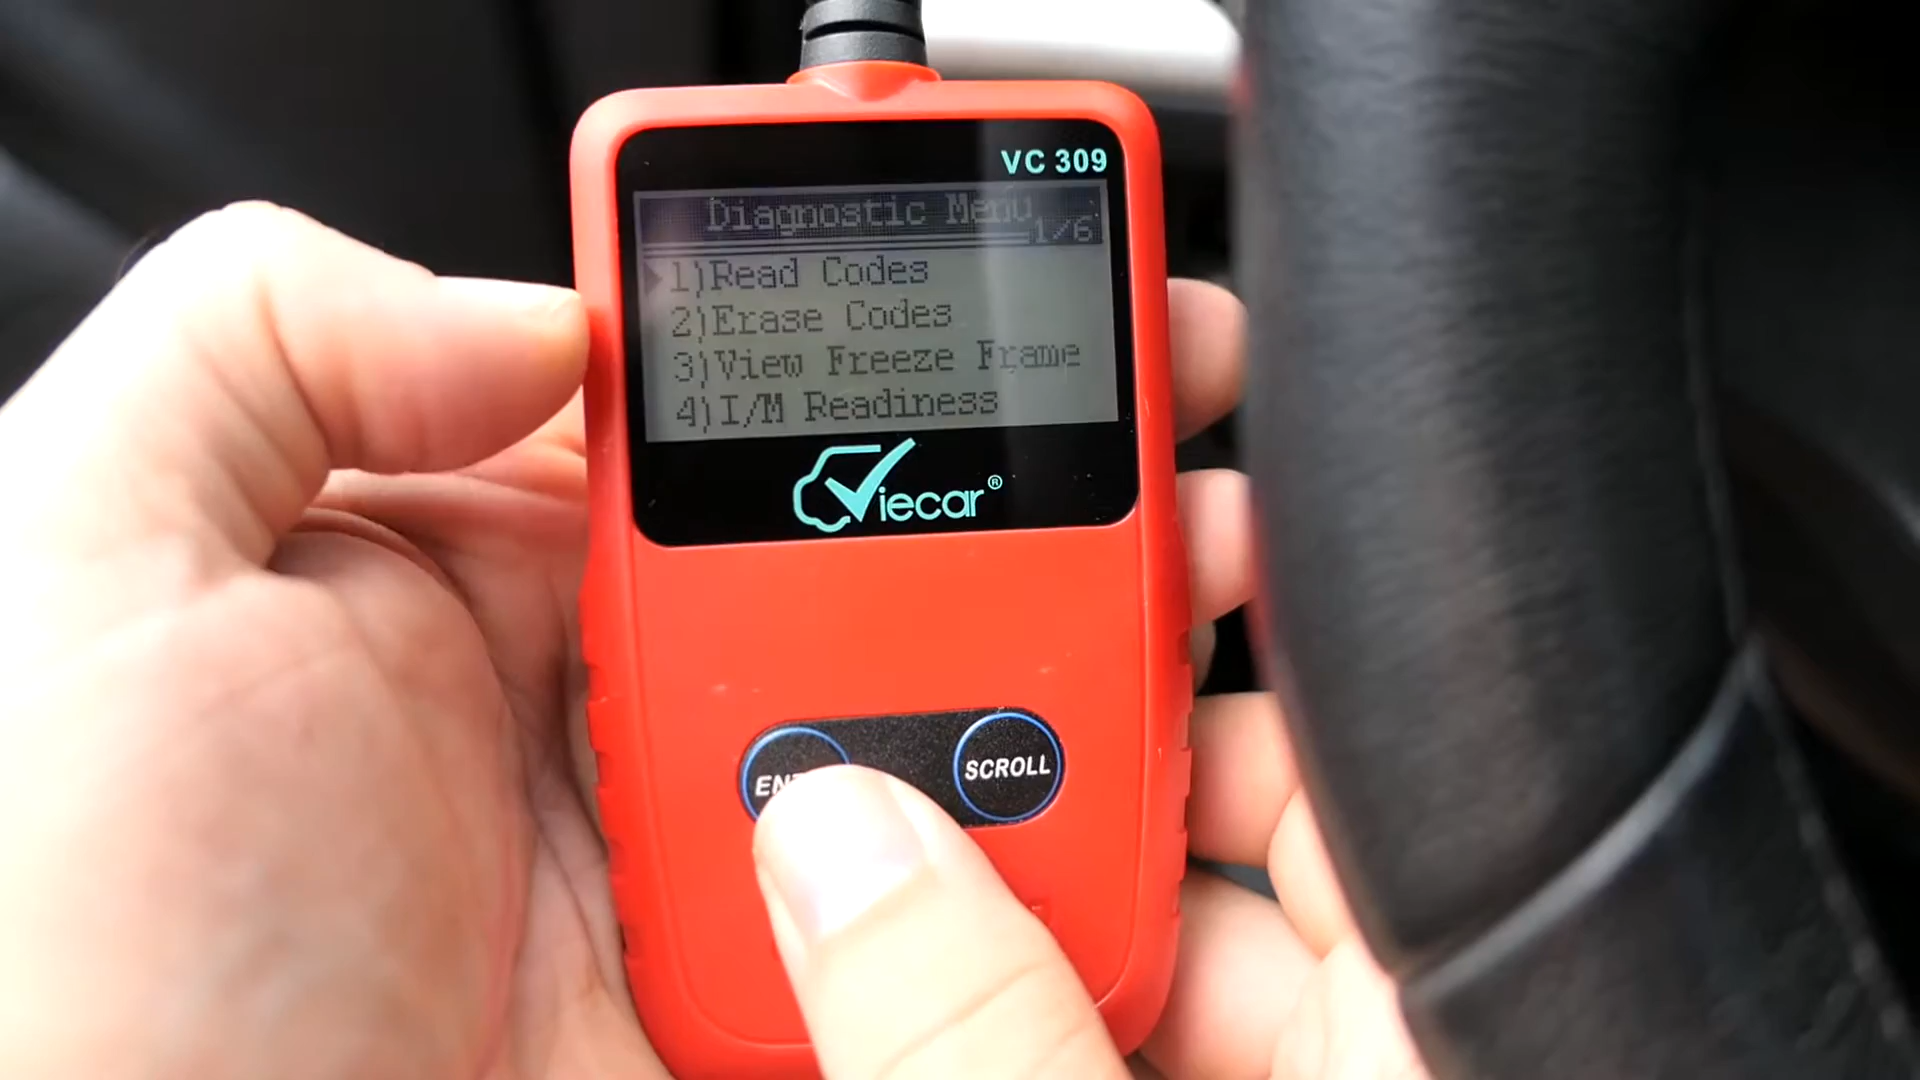 VC 309
Diagnostic Menu
1/6
1)Read Codes
2)Erase Codes
3)View Freeze Frame
4)I/M Readiness
Viecar®
SCROLL